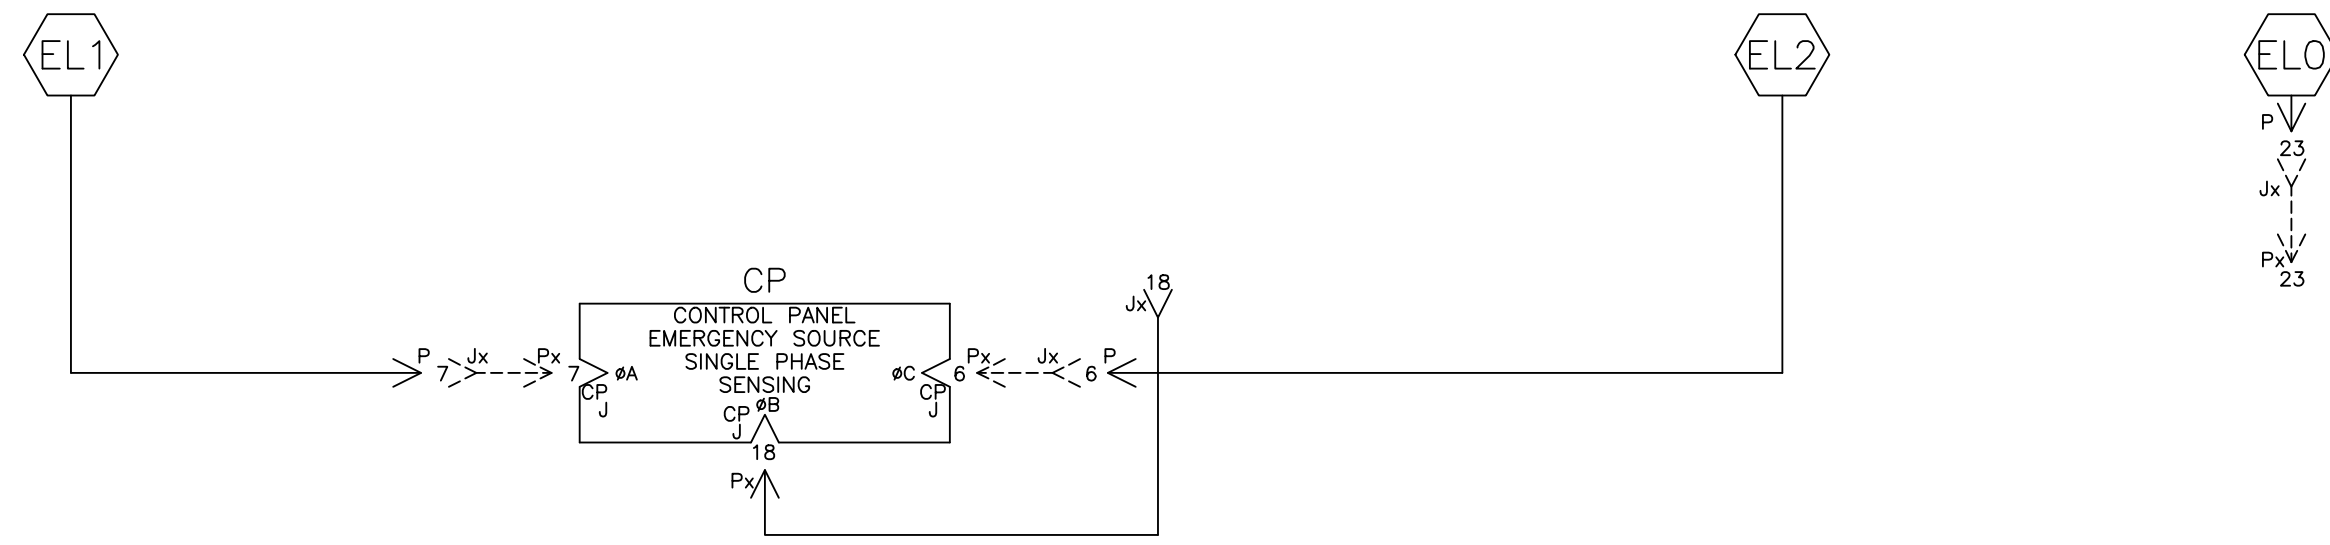 EL1
EL2
EL0
P
23
Jx
Px
23
CP
18
Jx
CONTROL PANEL
EMERGENCY SOURCE
SINGLE PHASE
SENSING
P
7
Jx
Px
7
øA
CP
J
øC
6
CP
J
Px
Jx
6
P
øB
CP
J
18
Px